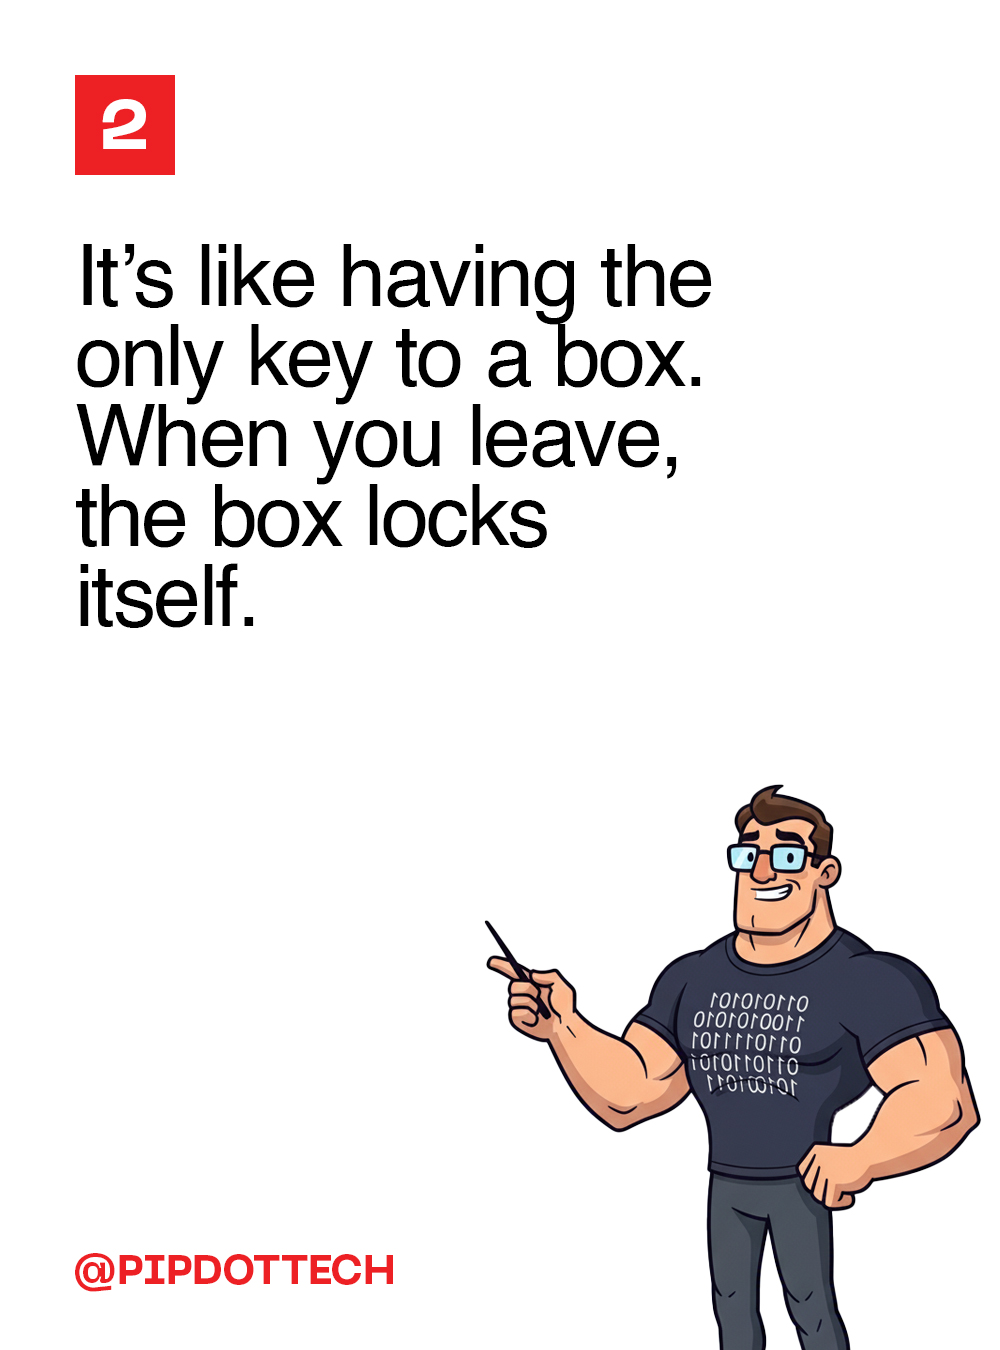 2
It’s like having the
only key to a box.
When you leave,
the box locks
itself.
@PIPDOTTECH